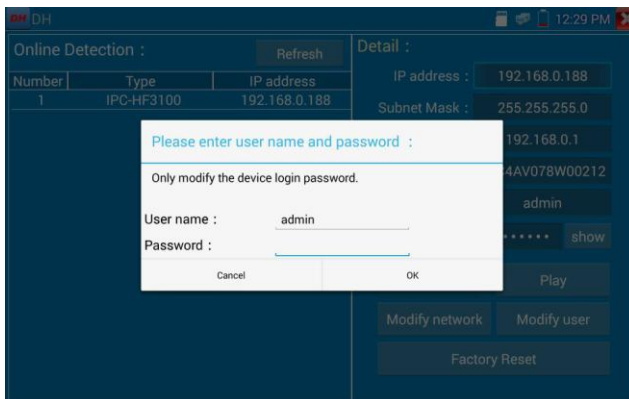 DH DH 12:29 PM
Online Detection : Refresh
Number Type IP address
1 IPC-HF3100 192.168.0.188
Detail :
IP address : 192.168.0.188
Subnet Mask : 255.255.255.0
192.168.0.1
4AV078W00212
admin
•••••• show
Play
Modify network Modify user
Factory Reset
Please enter user name and password :
Only modify the device login password.
User name : admin
Password :
Cancel OK